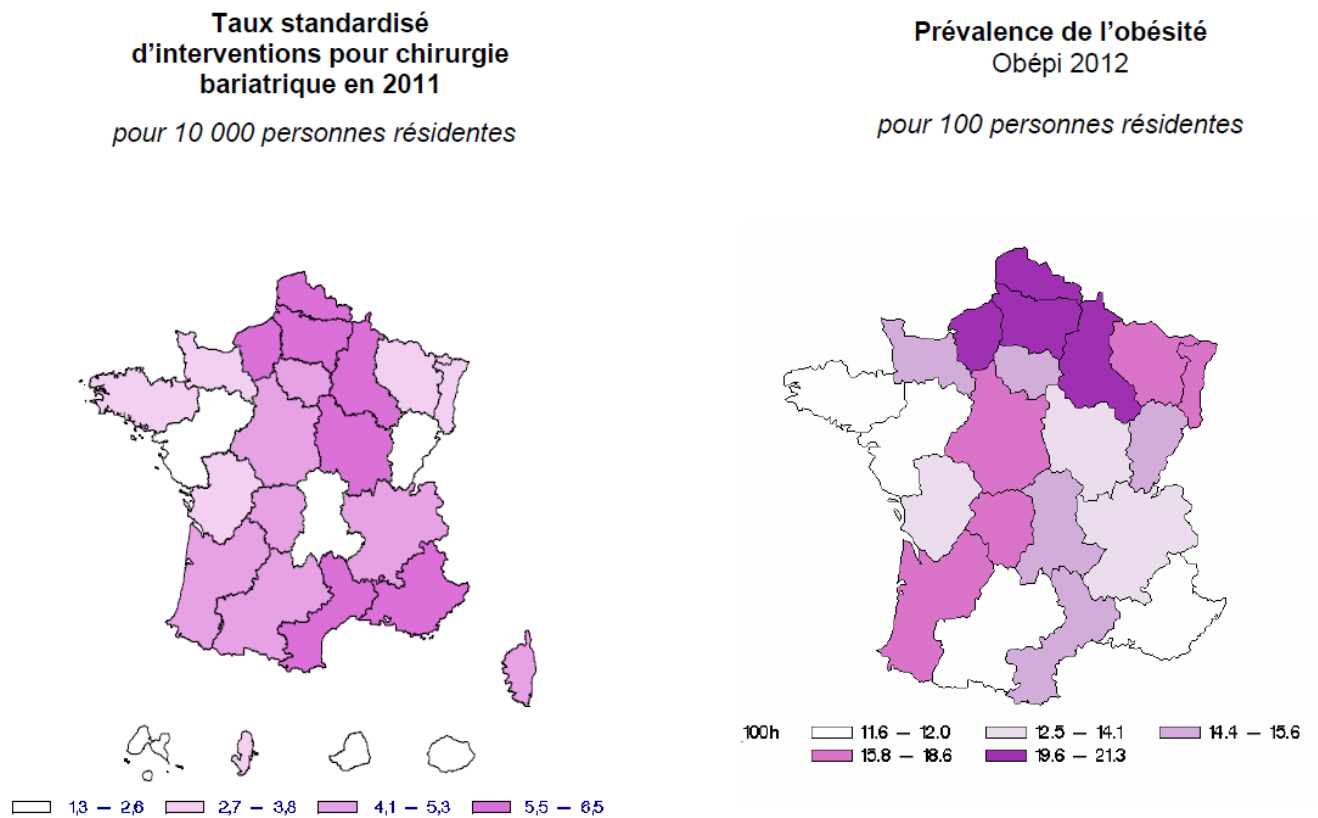 Taux standardisé
d'interventions pour chirurgie
bariatrique en 2011
pour 10 000 personnes résidentes
Prévalence de l'obésité
Obépi 2012
pour 100 personnes résidentes
1,3 – 2,6 2,7 – 3,8 4,1 – 5,3 5,5 – 6,5
100h 11.6 – 12.0 12.5 – 14.1 14.4 – 15.6
15.8 – 18.6 19.6 – 21.3